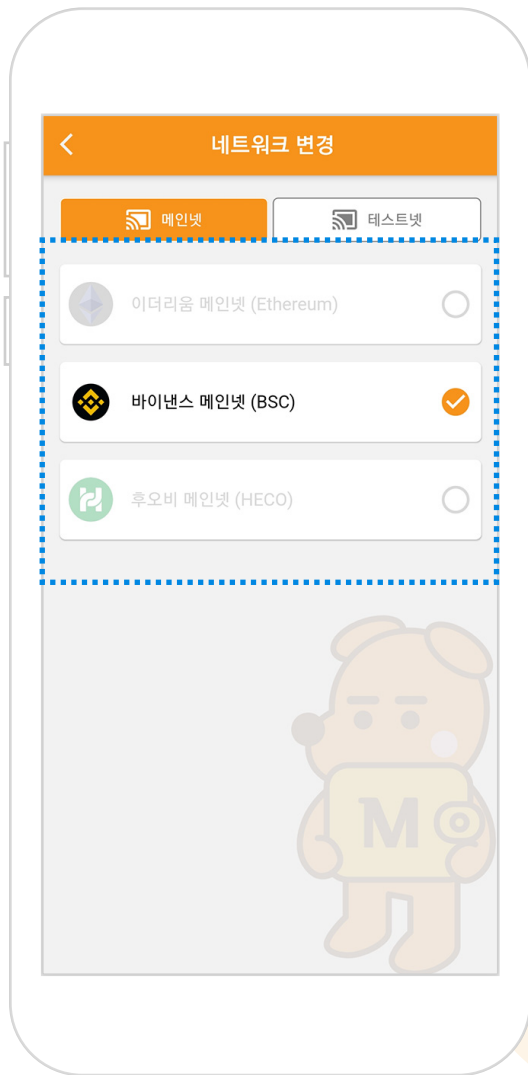 네트워크 변경
메인넷
테스트넷
이더리움 메인넷 (Ethereum)
바이낸스 메인넷 (BSC)
후오비 메인넷 (HECO)
M